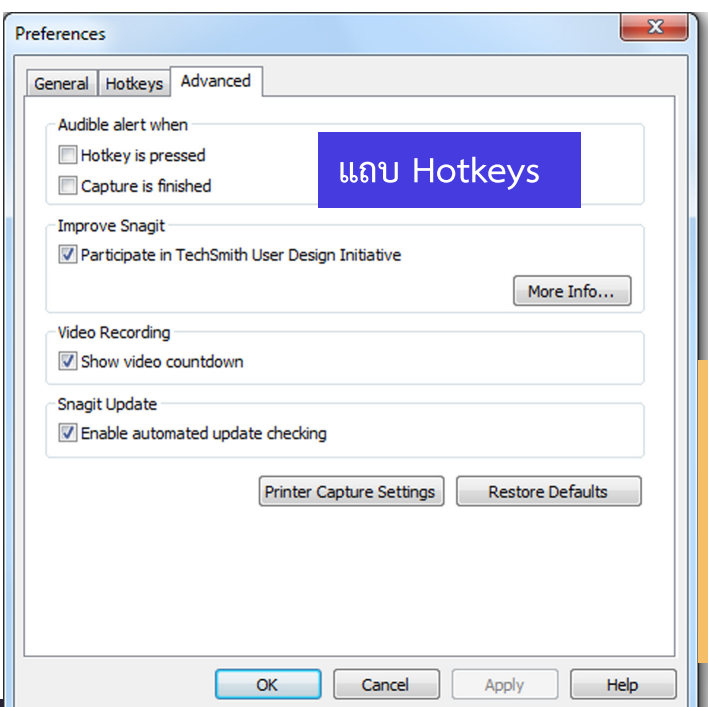 Preferences
General Hotkeys Advanced
Audible alert when
Hotkey is pressed
Capture is finished
แถบ Hotkeys
Improve Snagit
Participate in TechSmith User Design Initiative
More Info...
Video Recording
Show video countdown
Snagit Update
Enable automated update checking
Printer Capture Settings Restore Defaults
OK Cancel Apply Help